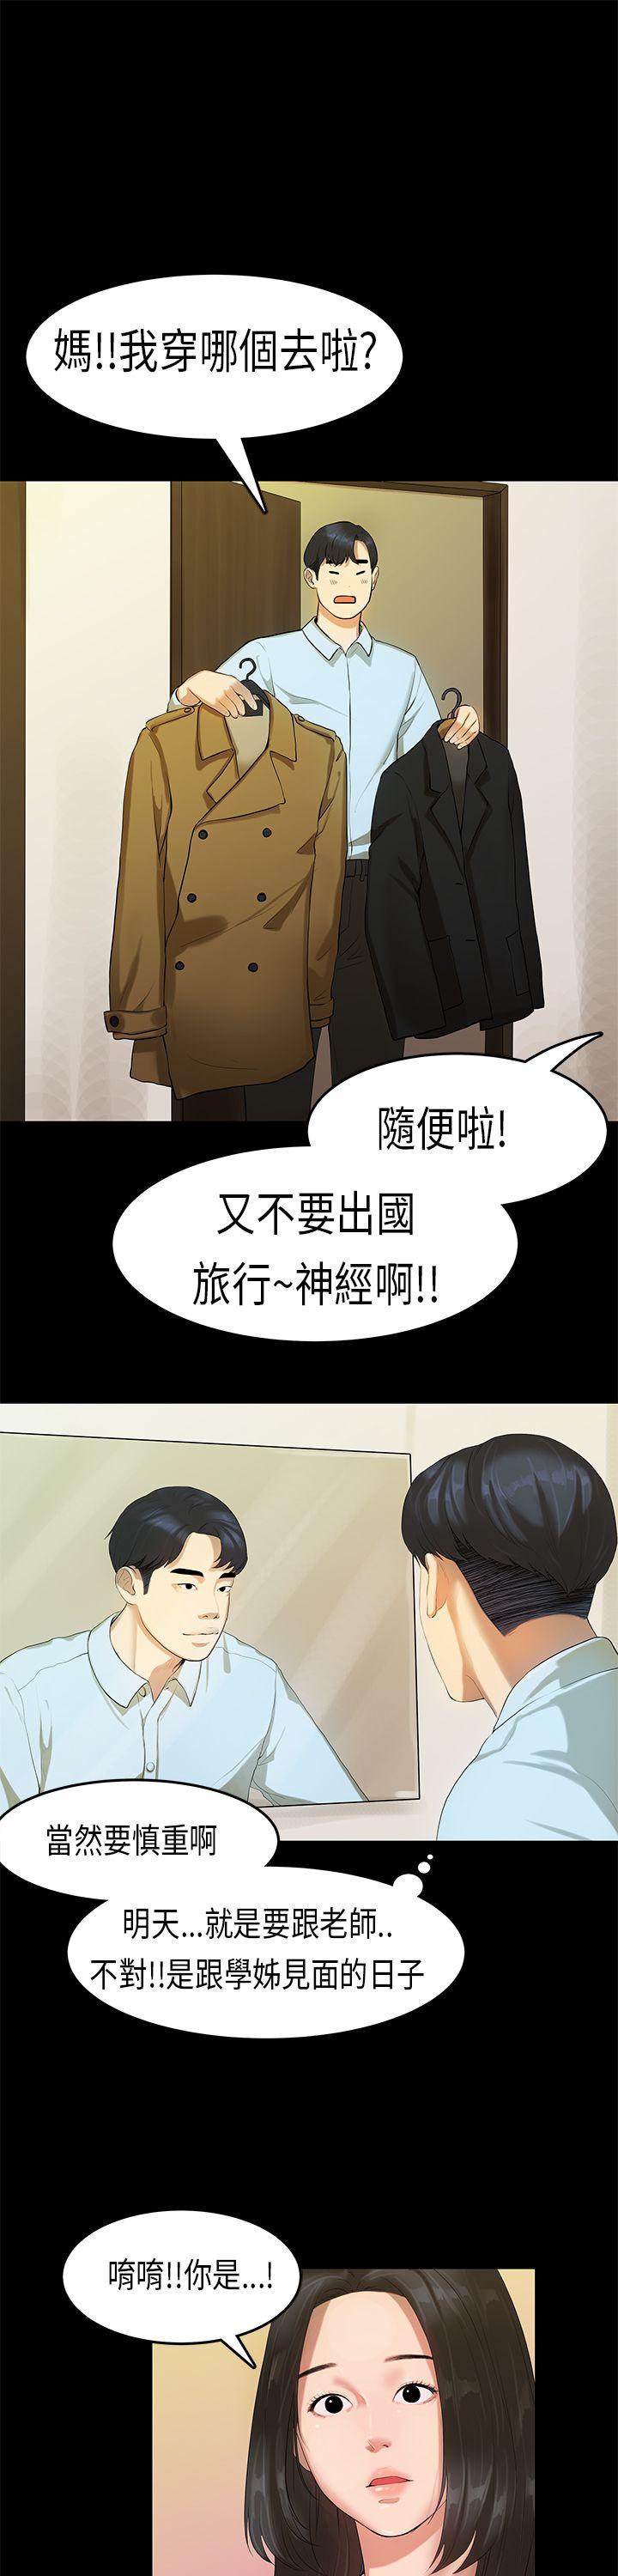 媽!!我穿哪個去啦?
隨便啦!
又不要出國
旅行~神經啊!!
當然要慎重啊
明天...就是要跟老師..
不對!!是跟學姊見面的日子
唷唷!!你是...!